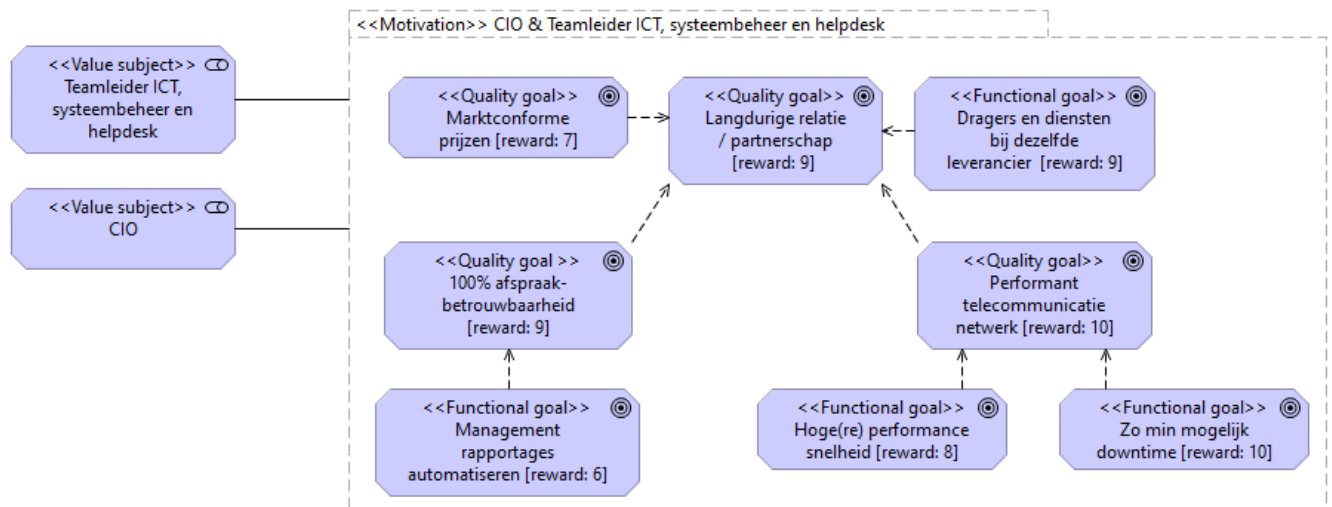 <<Motivation>> CIO & Teamleider ICT, systeembeheer en helpdesk
<<Value subject>>
Teamleider ICT,
systeembeheer en
helpdesk
<<Value subject>>
CIO
<<Quality goal>>
Marktconforme
prijzen [reward: 7]
<<Quality goal>>
Langdurige relatie
/ partnerschap
[reward: 9]
<<Functional goal>>
Dragers en diensten
bij dezelfde
leverancier [reward: 9]
<<Quality goal >>
100% afspraak-
betrouwbaarheid
[reward: 9]
<<Quality goal>>
Performant
telecommunicatie
netwerk [reward: 10]
<<Functional goal>>
Management
rapportages
automatiseren [reward: 6]
<<Functional goal>>
Hoge(re) performance
snelheid [reward: 8]
<<Functional goal>>
Zo min mogelijk
downtime [reward: 10]